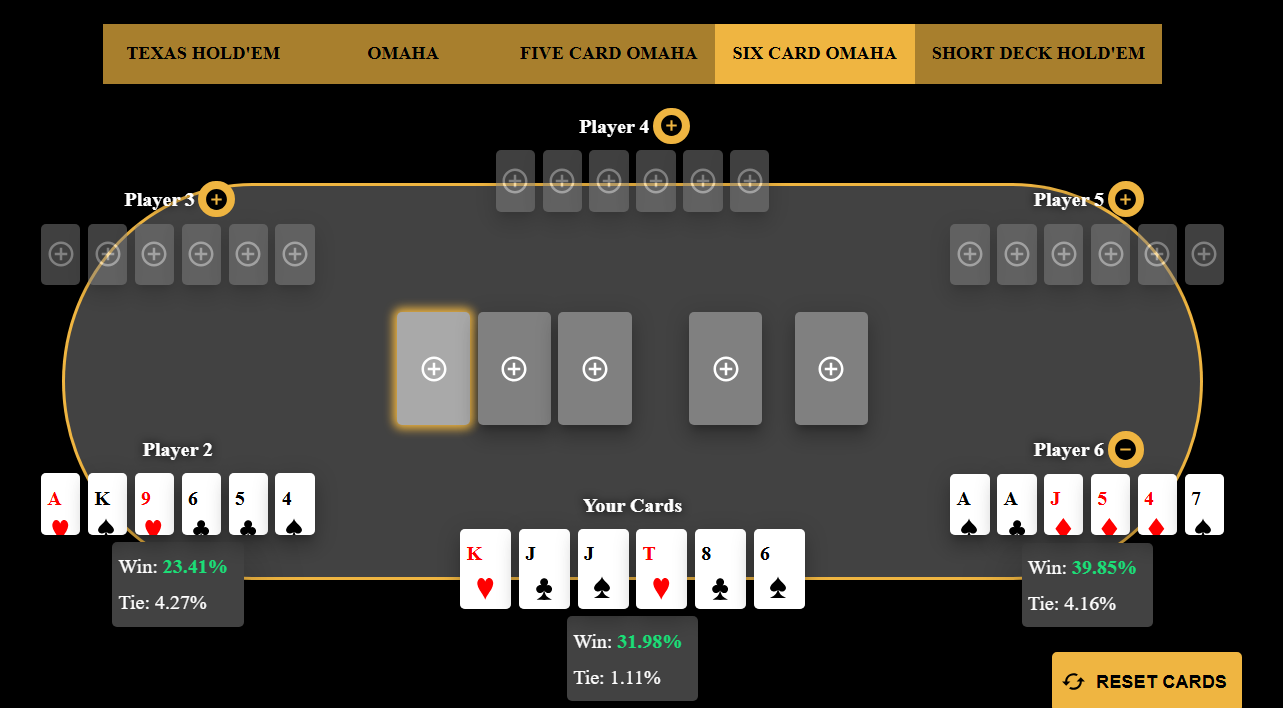 TEXAS HOLD'EM OMAHA FIVE CARD OMAHA SIX CARD OMAHA SHORT DECK HOLD'EM
Player 4
Player 3
Player 5
Player 2
A K 9 6 5 4
Win: 23.41%
Tie: 4.27%
Your Cards
K J J T 8 6
Win: 31.98%
Tie: 1.11%
Player 6
A A J 5 4 7
Win: 39.85%
Tie: 4.16%
RESET CARDS